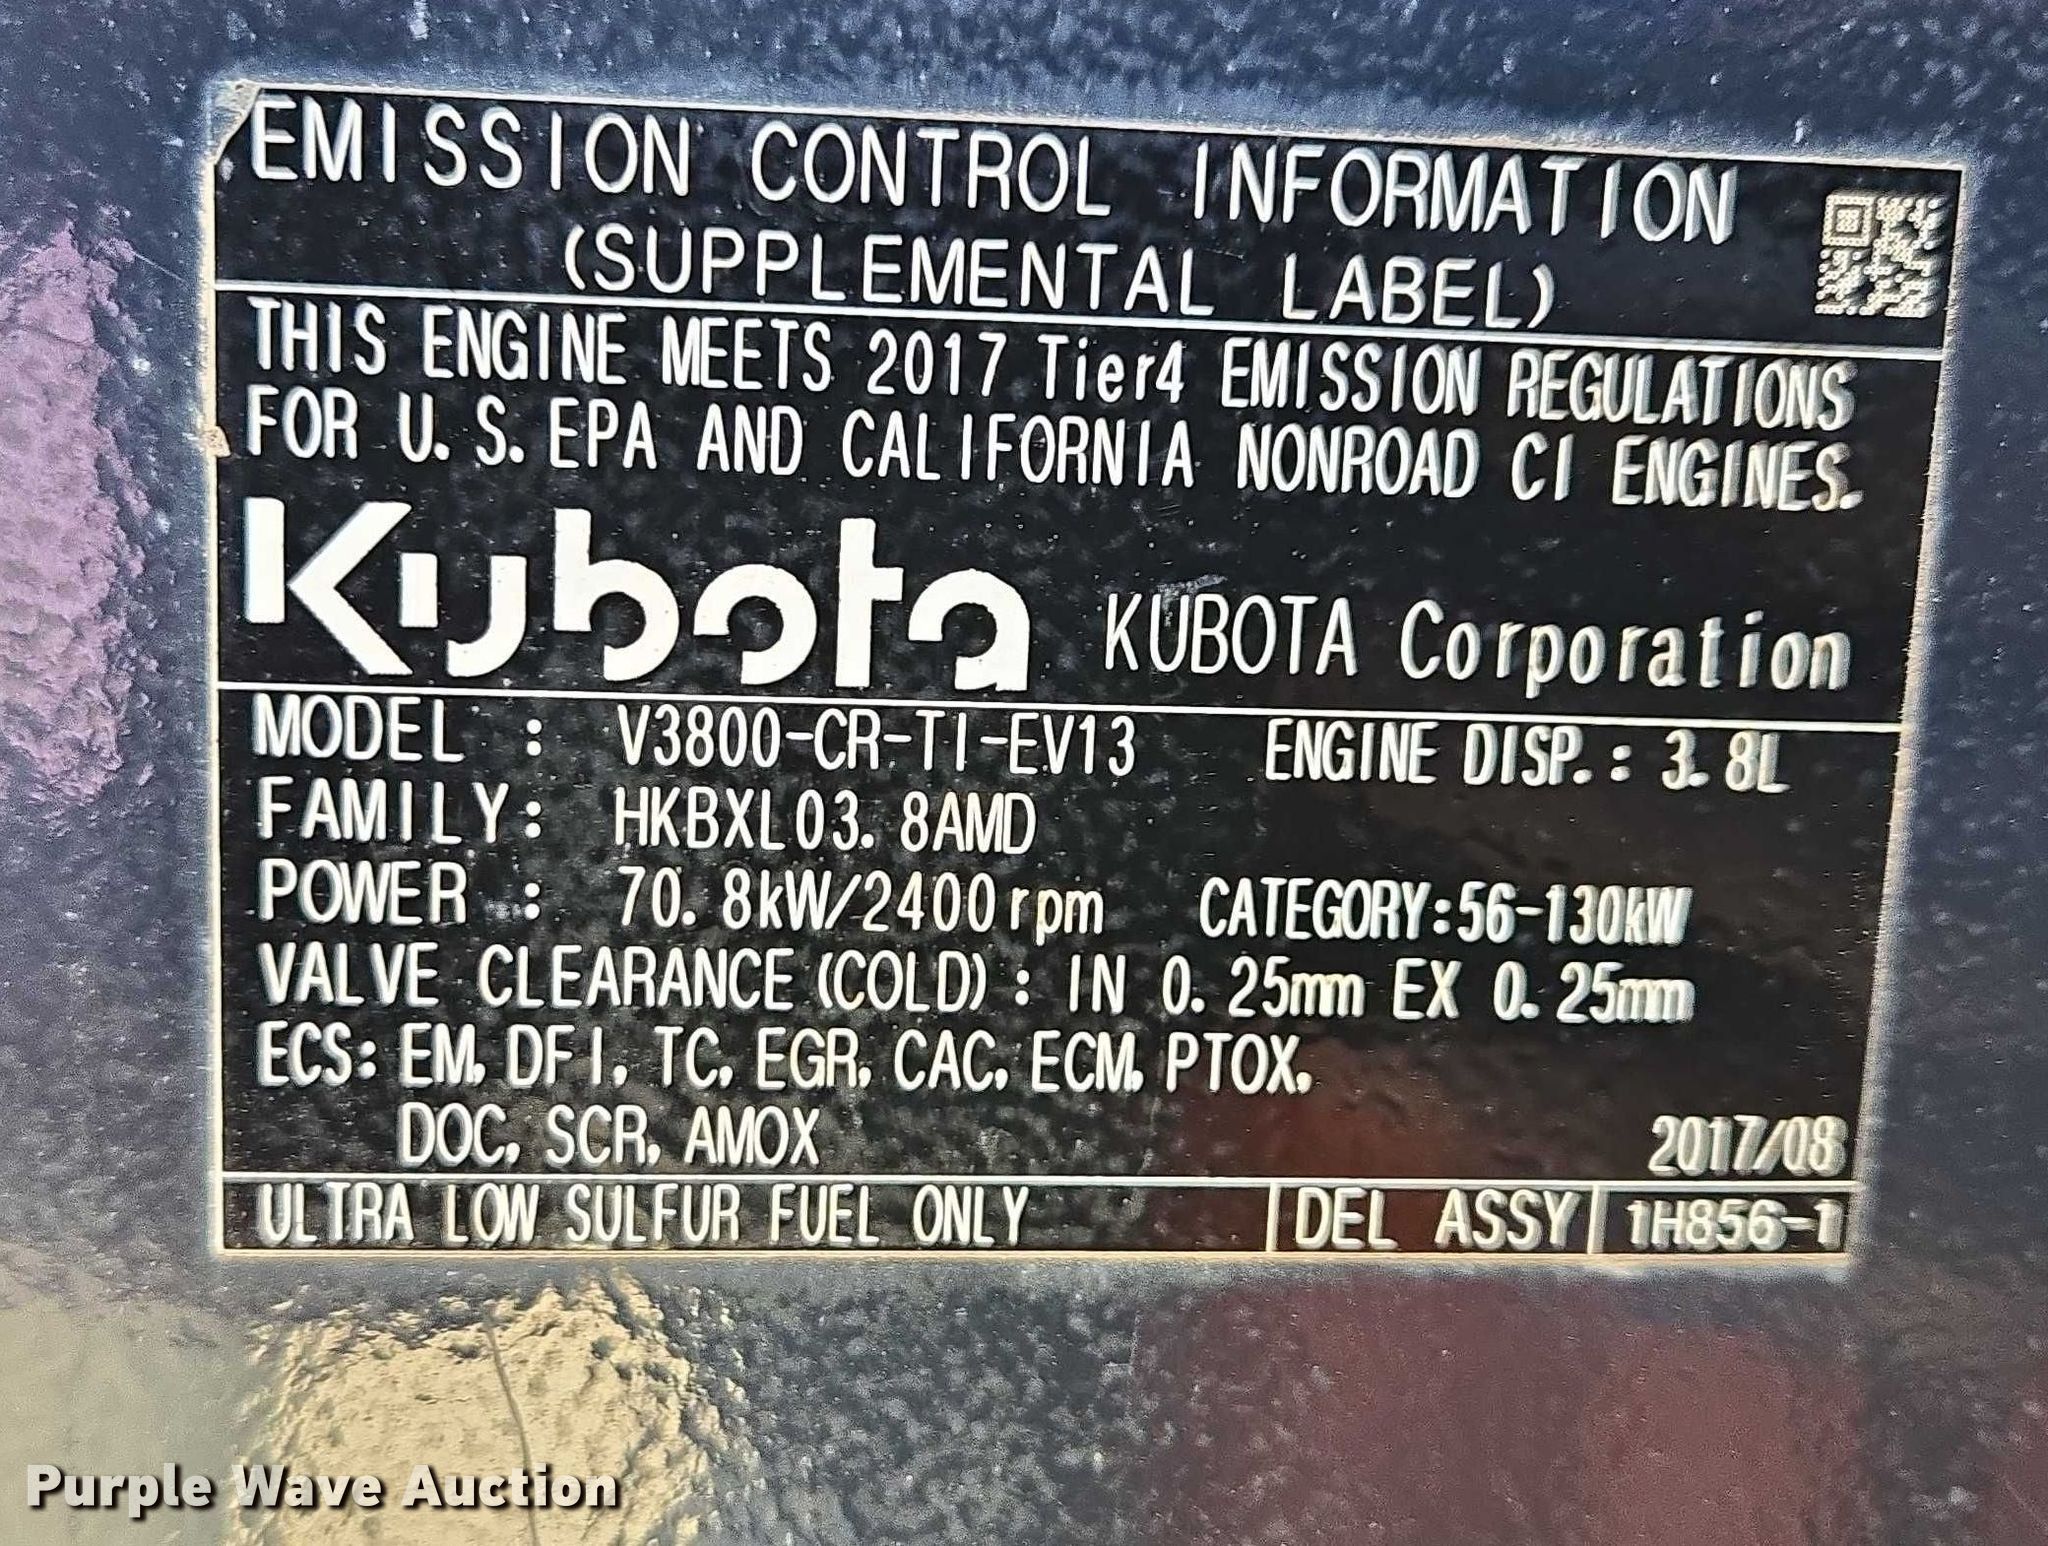 EMISSION CONTROL INFORMATION
(SUPPLEMENTAL LABEL)
THIS ENGINE MEETS 2017 Tier4 EMISSION REGULATIONS
FOR U.S.EPA AND CALIFORNIA NONROAD CI ENGINES.
Kubota KUBOTA Corporation
MODEL : V3800-CR-TI-EV13 ENGINE DISP.: 3.8L
FAMILY: HKBXL03.8AMD
POWER : 70.8kW/2400rpm CATEGORY:56-130kW
VALVE CLEARANCE (COLD) : IN 0.25mm EX 0.25mm
ECS: EM, DFI, TC, EGR, CAC, ECM, PTOX,
DOC, SCR, AMOX
2017/08
ULTRA LOW SULFUR FUEL ONLY DEL ASSY 1H856-1
Purple Wave Auction